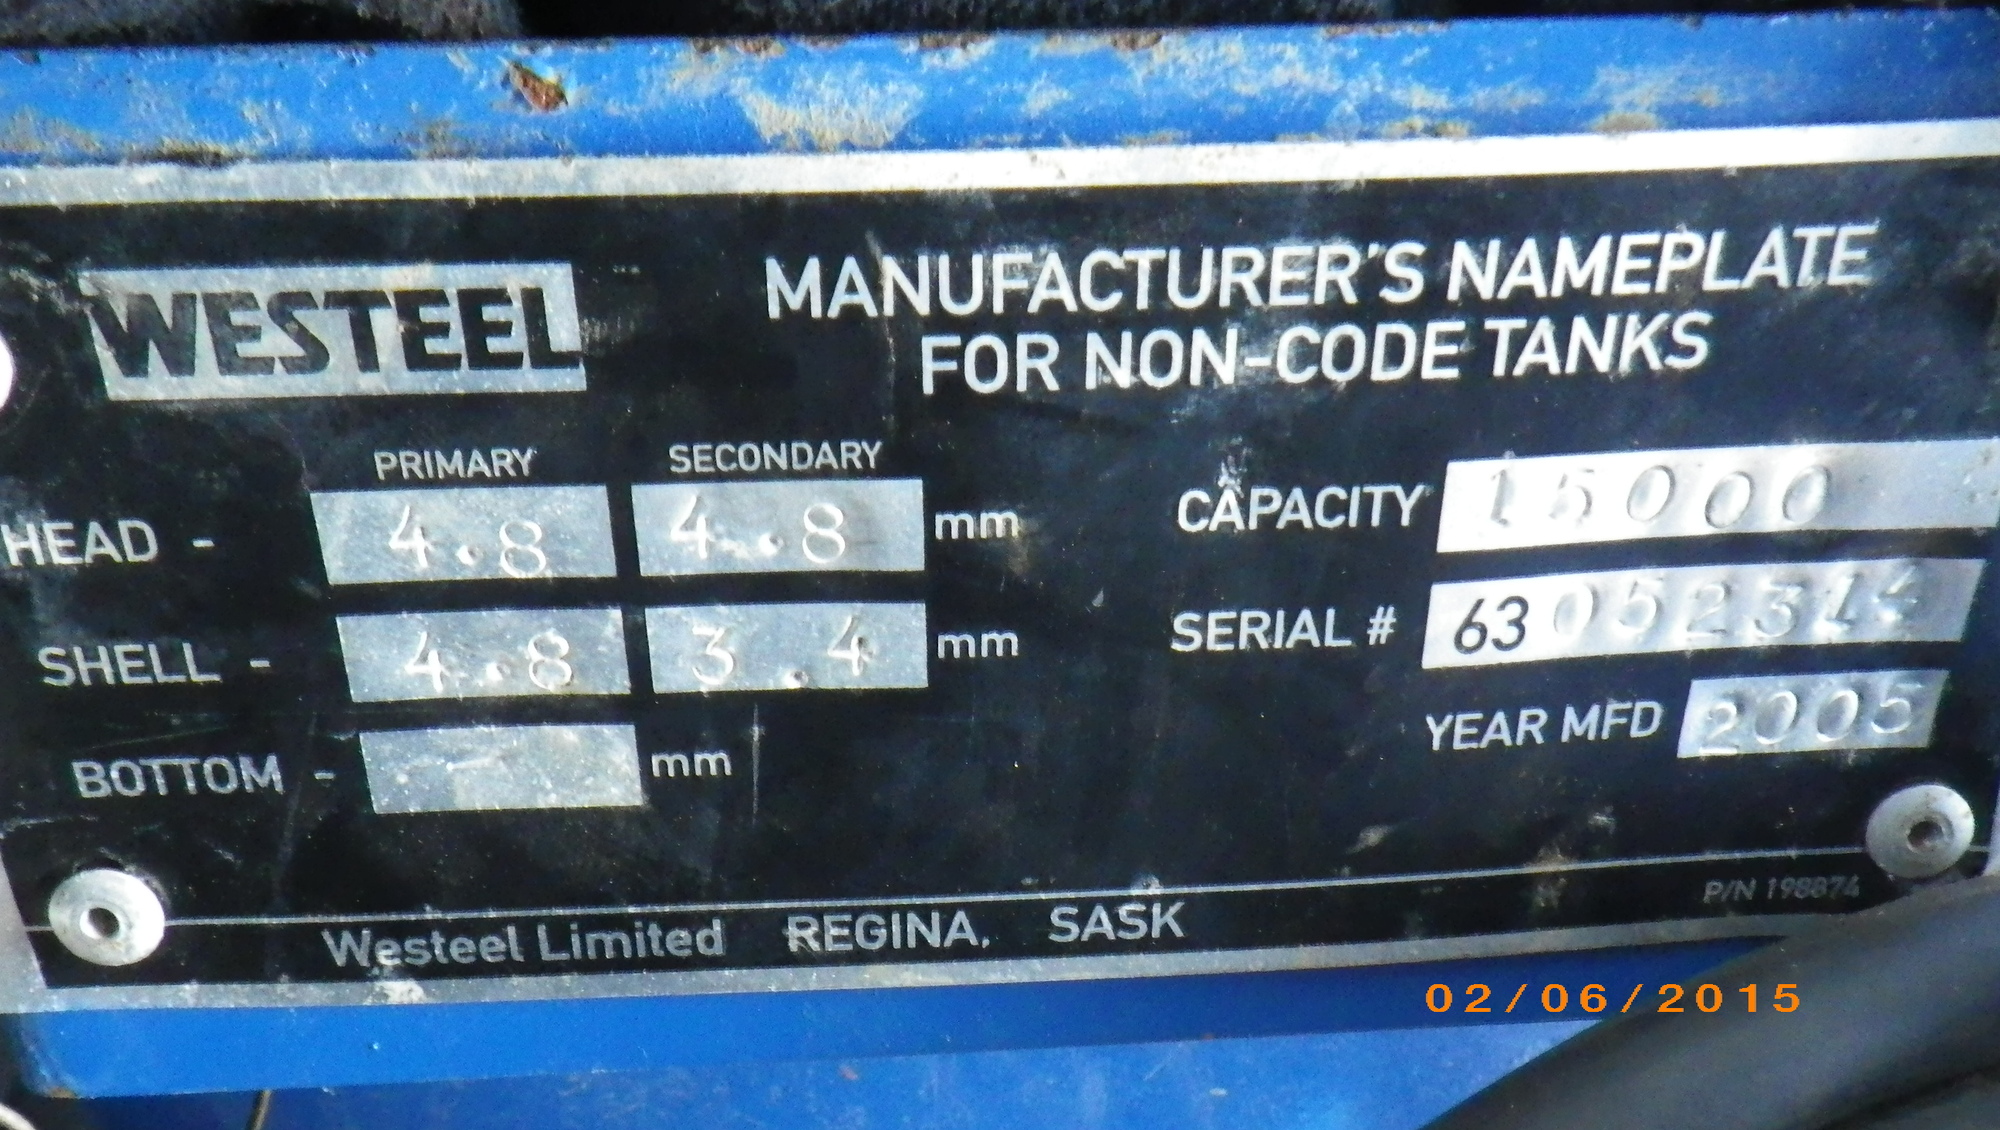 WESTEEL
MANUFACTURER'S NAMEPLATE
FOR NON-CODE TANKS
PRIMARY SECONDARY
HEAD - 4.8 4.8 mm
SHELL - 4.8 3.4 mm
BOTTOM - — mm
CAPACITY 15000
SERIAL # 63052314
YEAR MFD 2005
P/N 198874
Westeel Limited REGINA, SASK
02/06/2015